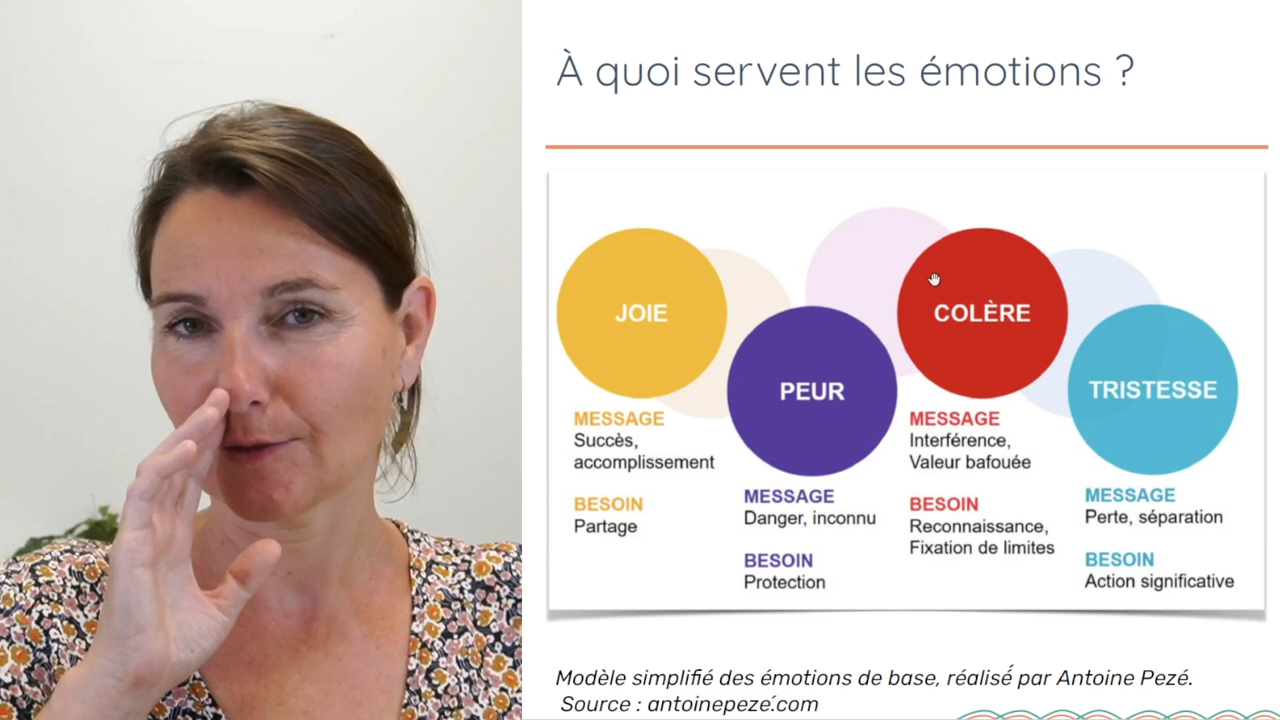 À quoi servent les émotions ?
JOIE
MESSAGE
Succès,
accomplissement
BESOIN
Partage
PEUR
MESSAGE
Danger, inconnu
BESOIN
Protection
COLÈRE
MESSAGE
Interférence,
Valeur bafouée
BESOIN
Reconnaissance,
Fixation de limites
TRISTESSE
MESSAGE
Perte, séparation
BESOIN
Action significative
Modèle simplifié des émotions de base, réalisé par Antoine Pezé.
Source : antoinepeze.com